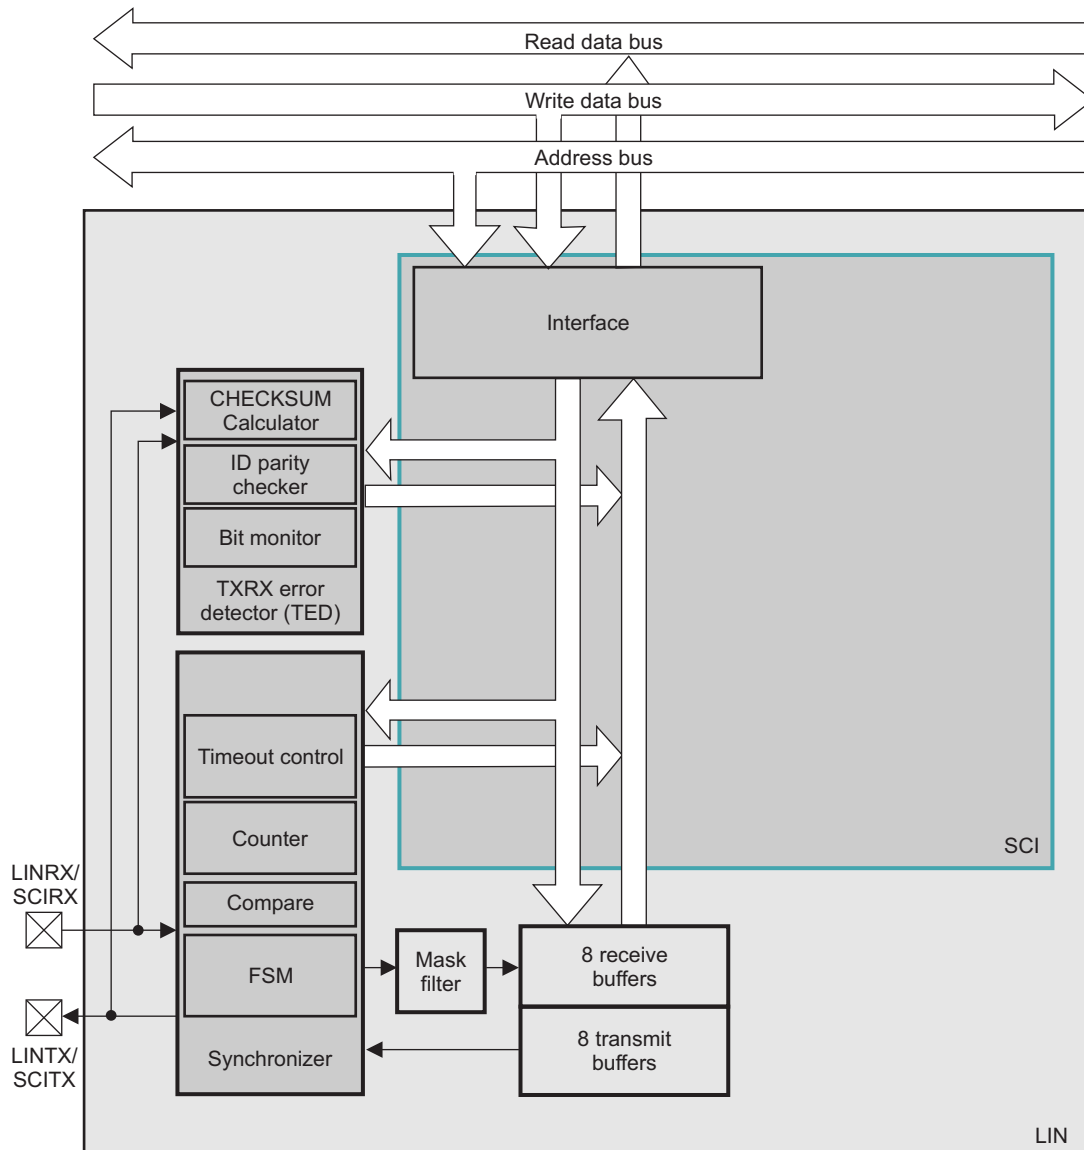 Read data bus
Write data bus
Address bus
Interface
CHECKSUM
Calculator
ID parity
checker
Bit monitor
TXRX error
detector (TED)
Timeout control
Counter
Compare
FSM
Synchronizer
SCI
LINRX/
SCIRX
LINTX/
SCITX
Mask
filter
8 receive
buffers
8 transmit
buffers
LIN